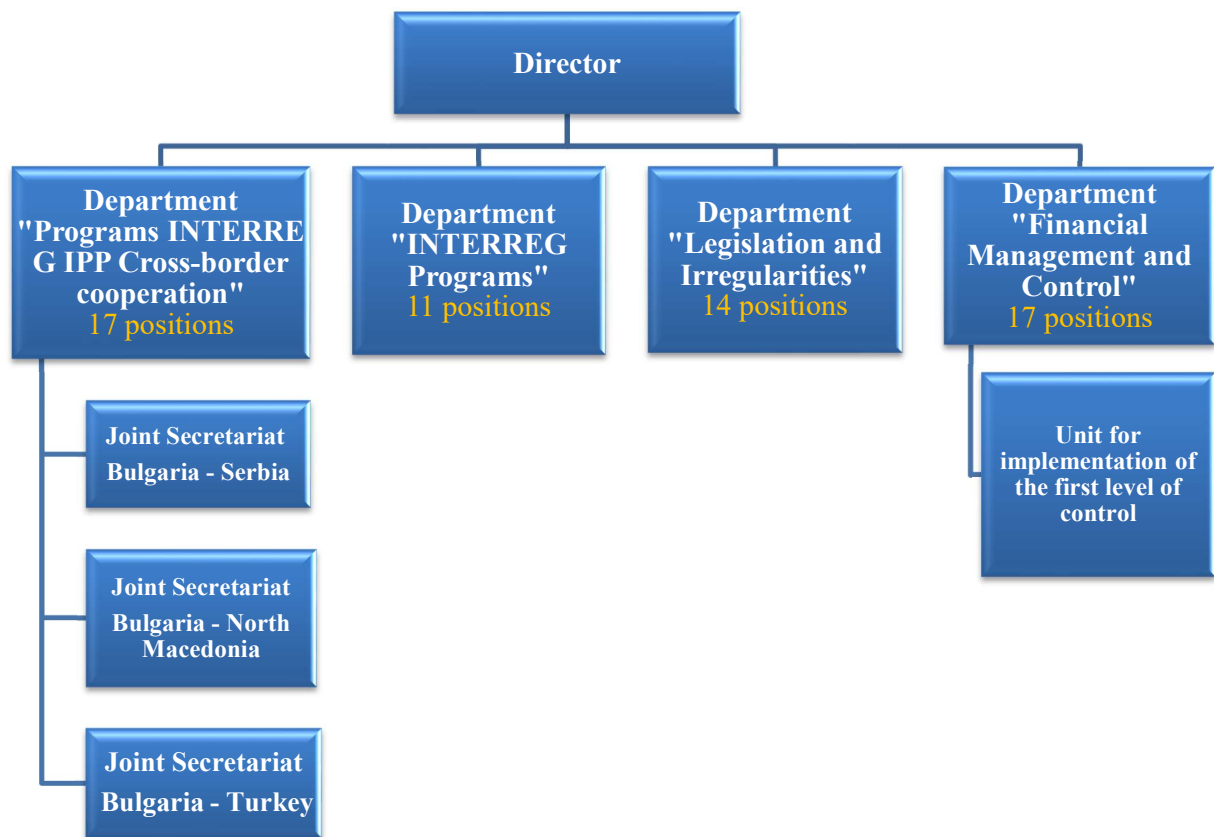 Director
Department
"Programs INTERRE
G IPP Cross-border
cooperation"
17 positions
Department
"INTERREG
Programs"
11 positions
Department
"Legislation and
Irregularities"
14 positions
Department
"Financial
Management and
Control"
17 positions
Joint Secretariat
Bulgaria - Serbia
Joint Secretariat
Bulgaria - North
Macedonia
Joint Secretariat
Bulgaria - Turkey
Unit for
implementation of
the first level of
control